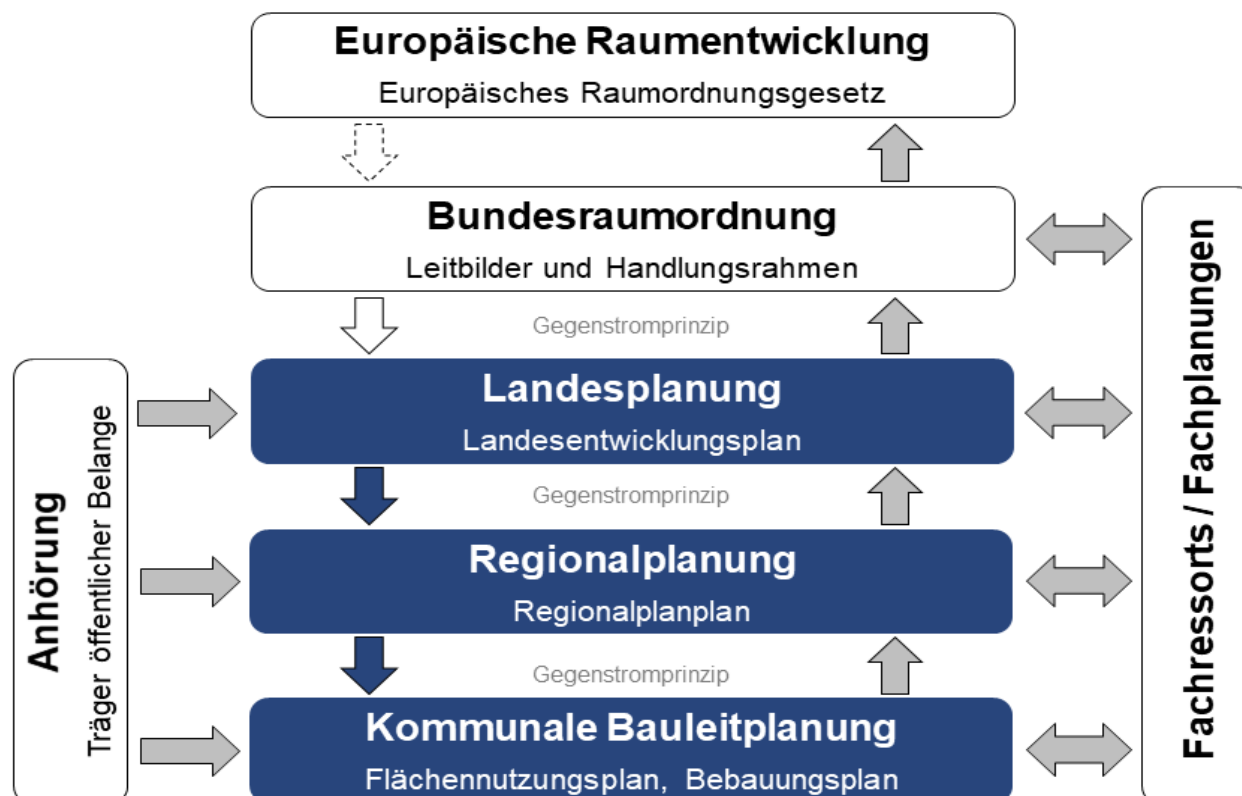 Europäische Raumentwicklung
Europäisches Raumordnungsgesetz
Bundesraumordnung
Leitbilder und Handlungsrahmen
Gegenstromprinzip
Landesplanung
Landesentwicklungsplan
Gegenstromprinzip
Regionalplanung
Regionalplanplan
Gegenstromprinzip
Kommunale Bauleitplanung
Flächennutzungsplan, Bebauungsplan
Anhörung
Träger öffentlicher Belange
Fachressorts / Fachplanungen